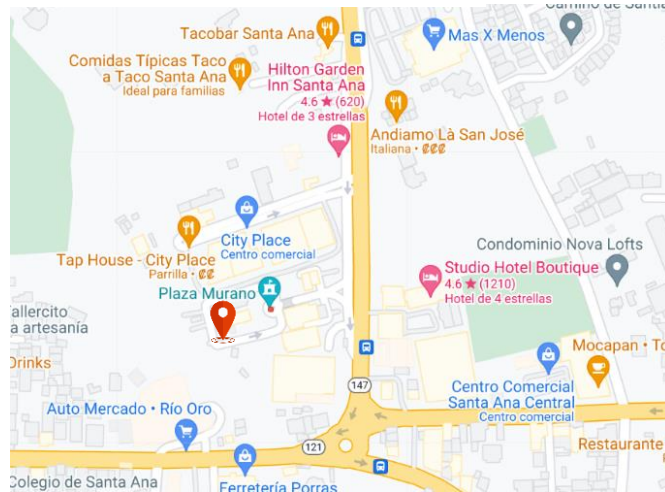 Camino de Santia
Tacobar Santa Ana
Mas X Menos
Comidas Típicas Taco
a Taco Santa Ana
Ideal para familias
Hilton Garden
Inn Santa Ana
4.6 ★ (620)
Hotel de 3 estrellas
Andiamo Là San José
Italiana · ₡₡₡
City Place
Centro comercial
Tap House - City Place
Parrilla · ₡₡
Condominio Nova Lofts
Studio Hotel Boutique
4.6 ★ (1210)
Hotel de 4 estrellas
Plaza Murano
allercito
a artesanía
Drinks
Mocapan · To
147
Centro Comercial
Santa Ana Central
Centro comercial
Auto Mercado · Río Oro
121
Restaurante
Colegio de Santa Ana
Ferretería Porras